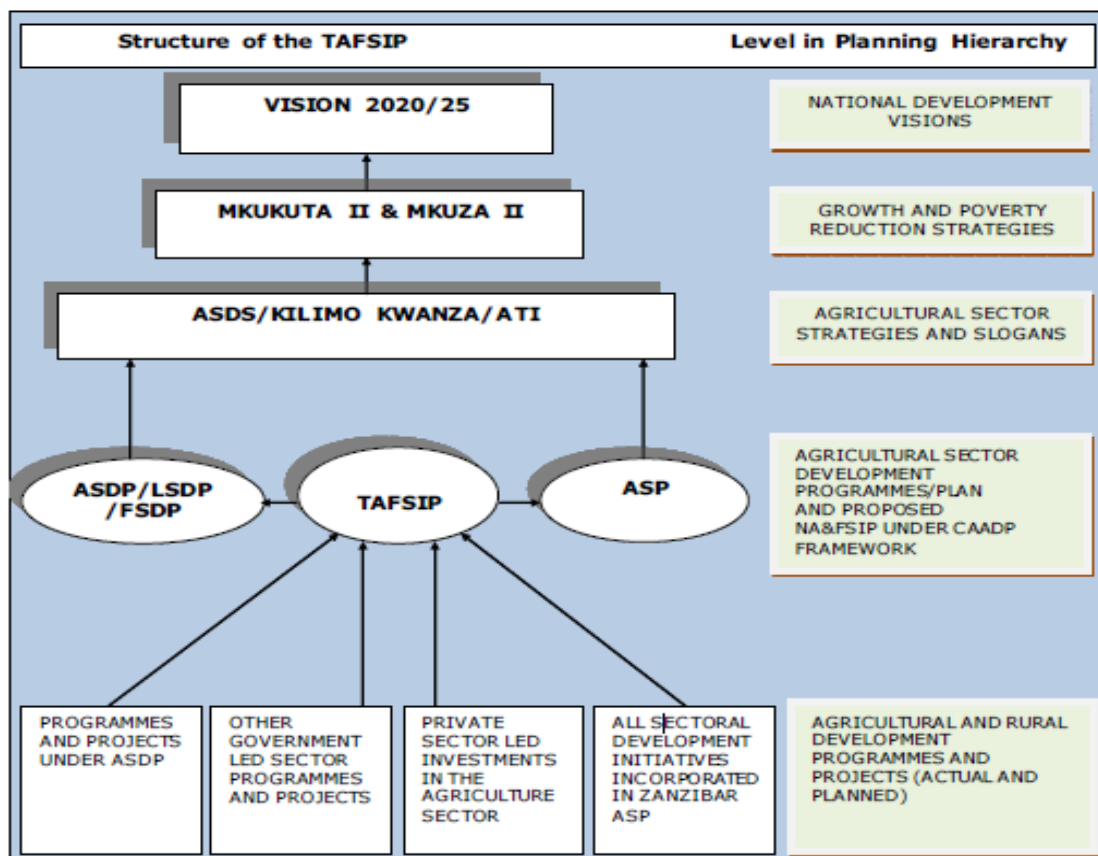 Structure of the TAFSIP
Level in Planning Hierarchy
VISION 2020/25
NATIONAL DEVELOPMENT
VISIONS
MKUKUTA II & MKUZA II
GROWTH AND POVERTY
REDUCTION STRATEGIES
ASDS/KILIMO KWANZA/ATI
AGRICULTURAL SECTOR
STRATEGIES AND SLOGANS
ASDP/LSDP
/FSDP
TAFSIP
ASP
AGRICULTURAL SECTOR
DEVELOPMENT
PROGRAMMES/PLAN
AND PROPOSED
NA&FSIP UNDER CAADP
FRAMEWORK
PROGRAMMES
AND PROJECTS
UNDER ASDP
OTHER
GOVERNMENT
LED SECTOR
PROGRAMMES
AND PROJECTS
PRIVATE
SECTOR LED
INVESTMENTS
IN THE
AGRICULTURE
SECTOR
ALL SECTORAL
DEVELOPMENT
INITIATIVES
INCORPORATED
IN ZANZIBAR
ASP
AGRICULTURAL AND RURAL
DEVELOPMENT
PROGRAMMES AND
PROJECTS (ACTUAL AND
PLANNED)